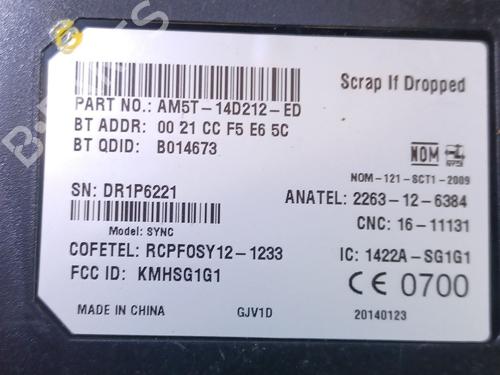 Scrap If Dropped
PART NO.: AM5T-14D212-ED
BT ADDR: 00 21 CC F5 E6 5C
BT QDID: B014673
NOM
NOM-121-SCT1-2009
SN: DR1P6221
ANATEL: 2263-12-6384
CNC: 16-11131
Model: SYNC
COFETEL: RCPFOSY12-1233
IC: 1422A-SG1G1
FCC ID: KMHSG1G1
CE 0700
MADE IN CHINA
GJV1D
20140123